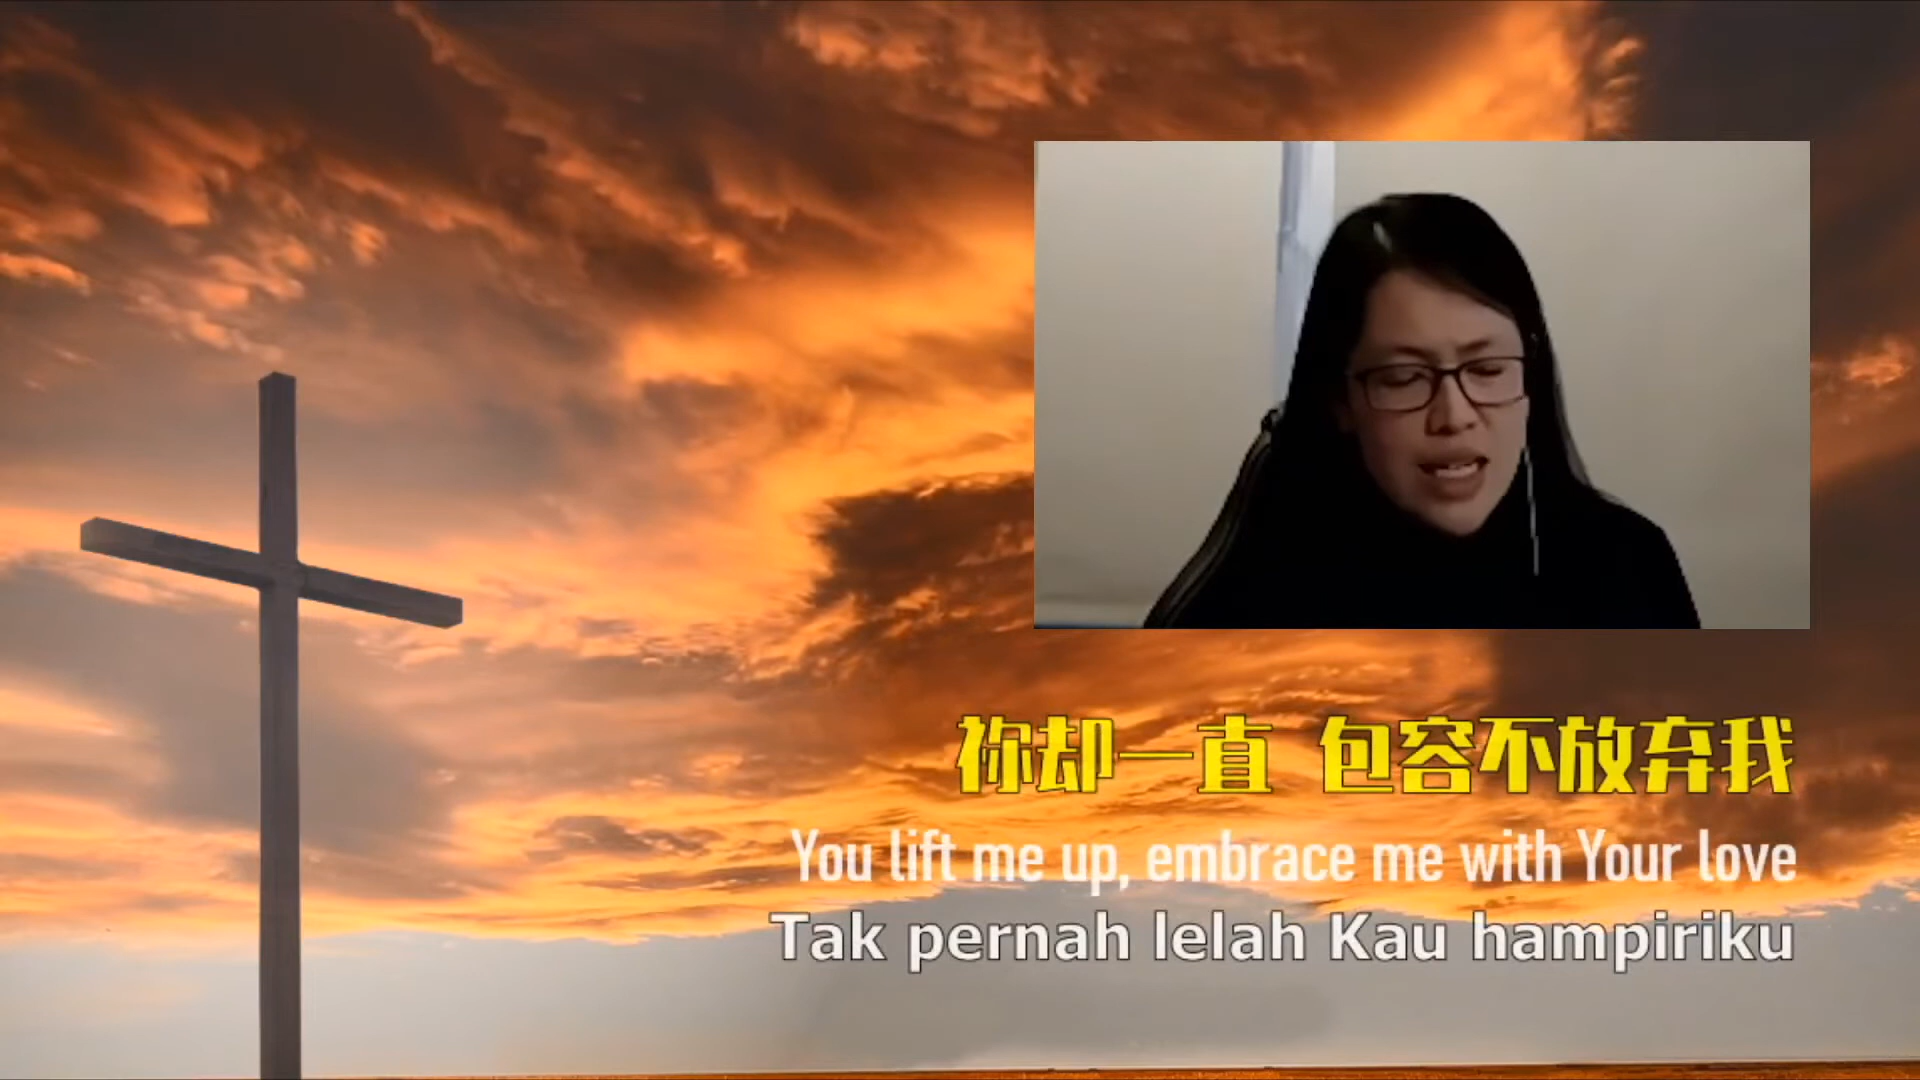 祢却一直 包容不放弃我
You lift me up, embrace me with Your love
Tak pernah lelah Kau hampiriku